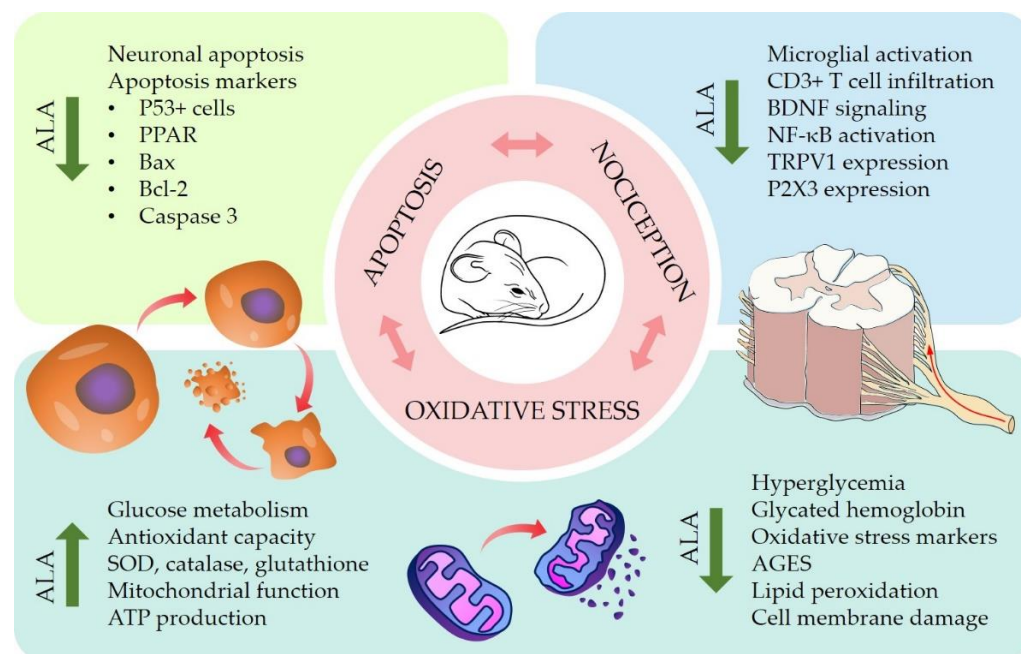 ALA
Neuronal apoptosis
Apoptosis markers
• P53+ cells
• PPAR
• Bax
• Bcl-2
• Caspase 3
ALA
Microglial activation
CD3+ T cell infiltration
BDNF signaling
NF-κB activation
TRPV1 expression
P2X3 expression
APOPTOSIS
NOCICEPTION
OXIDATIVE STRESS
ALA
Glucose metabolism
Antioxidant capacity
SOD, catalase, glutathione
Mitochondrial function
ATP production
ALA
Hyperglycemia
Glycated hemoglobin
Oxidative stress markers
AGES
Lipid peroxidation
Cell membrane damage